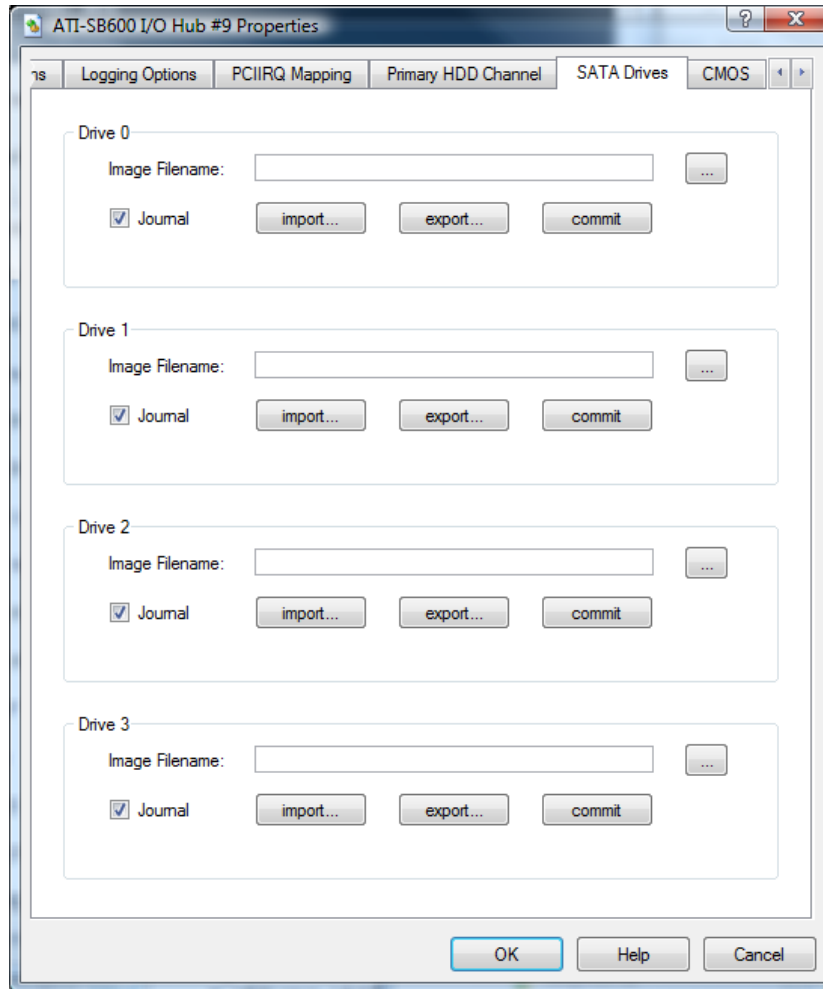 ATI-SB600 I/O Hub #9 Properties
ns Logging Options PCIIRQ Mapping Primary HDD Channel SATA Drives CMOS
Drive 0
Image Filename: ...
Journal import... export... commit
Drive 1
Image Filename: ...
Journal import... export... commit
Drive 2
Image Filename: ...
Journal import... export... commit
Drive 3
Image Filename: ...
Journal import... export... commit
OK Help Cancel